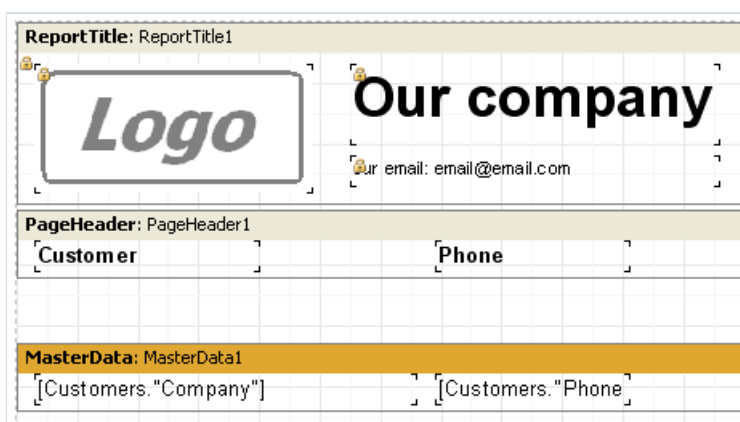 ReportTitle: ReportTitle1
Logo
Our company
Our email: email@email.com
PageHeader: PageHeader1
Customer Phone
MasterData: MasterData1
[Customers."Company"] [Customers."Phone